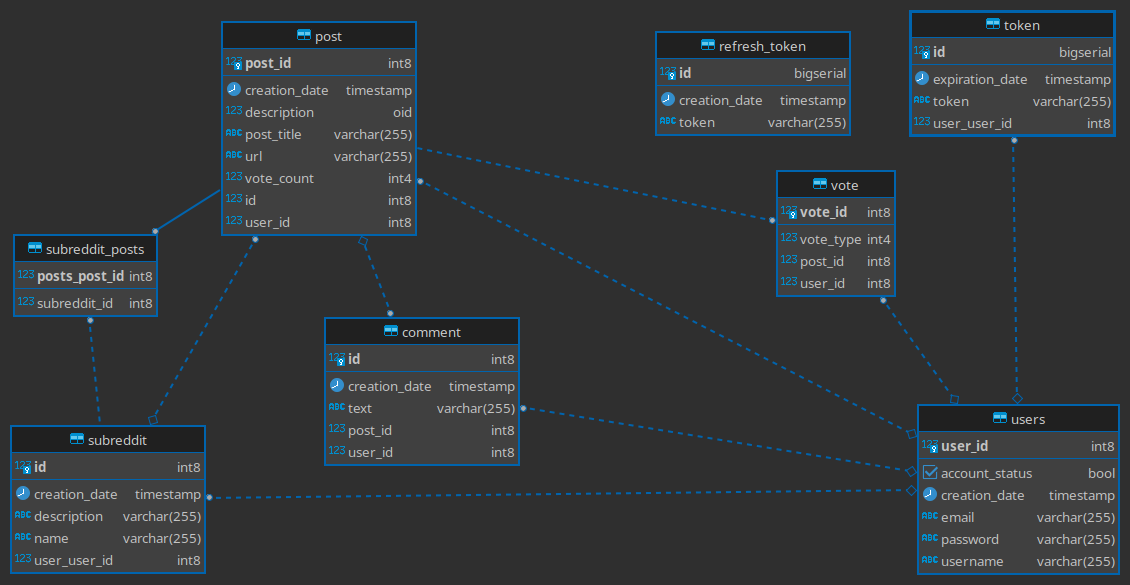 post
post_id int8
creation_date timestamp
description oid
post_title varchar(255)
url varchar(255)
vote_count int4
id int8
user_id int8
refresh_token
id bigserial
creation_date timestamp
token varchar(255)
token
id bigserial
expiration_date timestamp
token varchar(255)
user_user_id int8
vote
vote_id int8
vote_type int4
post_id int8
user_id int8
subreddit_posts
posts_post_id int8
subreddit_id int8
comment
id int8
creation_date timestamp
text varchar(255)
post_id int8
user_id int8
subreddit
id int8
creation_date timestamp
description varchar(255)
name varchar(255)
user_user_id int8
users
user_id int8
account_status bool
creation_date timestamp
email varchar(255)
password varchar(255)
username varchar(255)